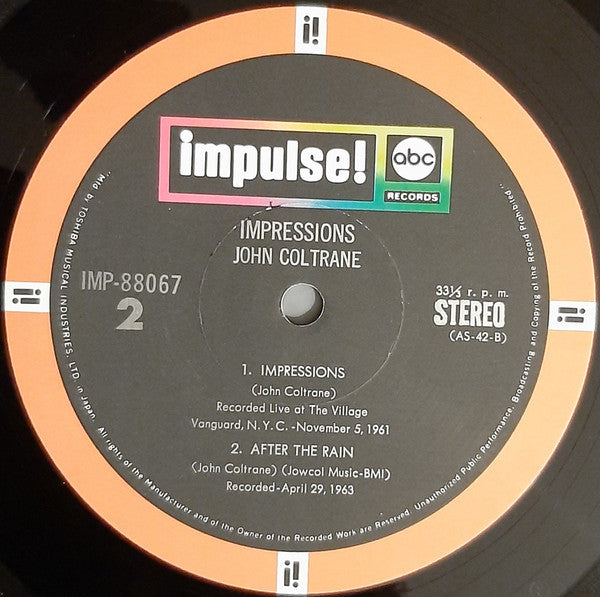 i!
impulse!
abc
RECORDS
IMPRESSIONS
JOHN COLTRANE
IMP-88067
2
33⅓ r. p. m.
STEREO
(AS-42-B)
1. IMPRESSIONS
(John Coltrane)
Recorded Live at The Village
Vanguard, N.Y.C. -November 5, 1961
2. AFTER THE RAIN
(John Coltrane) (Jowcol Music-BMI)
Recorded-April 29, 1963
"Mfd by TOSHIBA MUSICAL INDUSTRIES, LTD. in Japan. All rights of the Manufacturer and of the Owner of the Recorded Work are Reserved. Unauthorized Public Performance, Broadcasting and Copying of the Record Prohibited"
i!
i!
i!